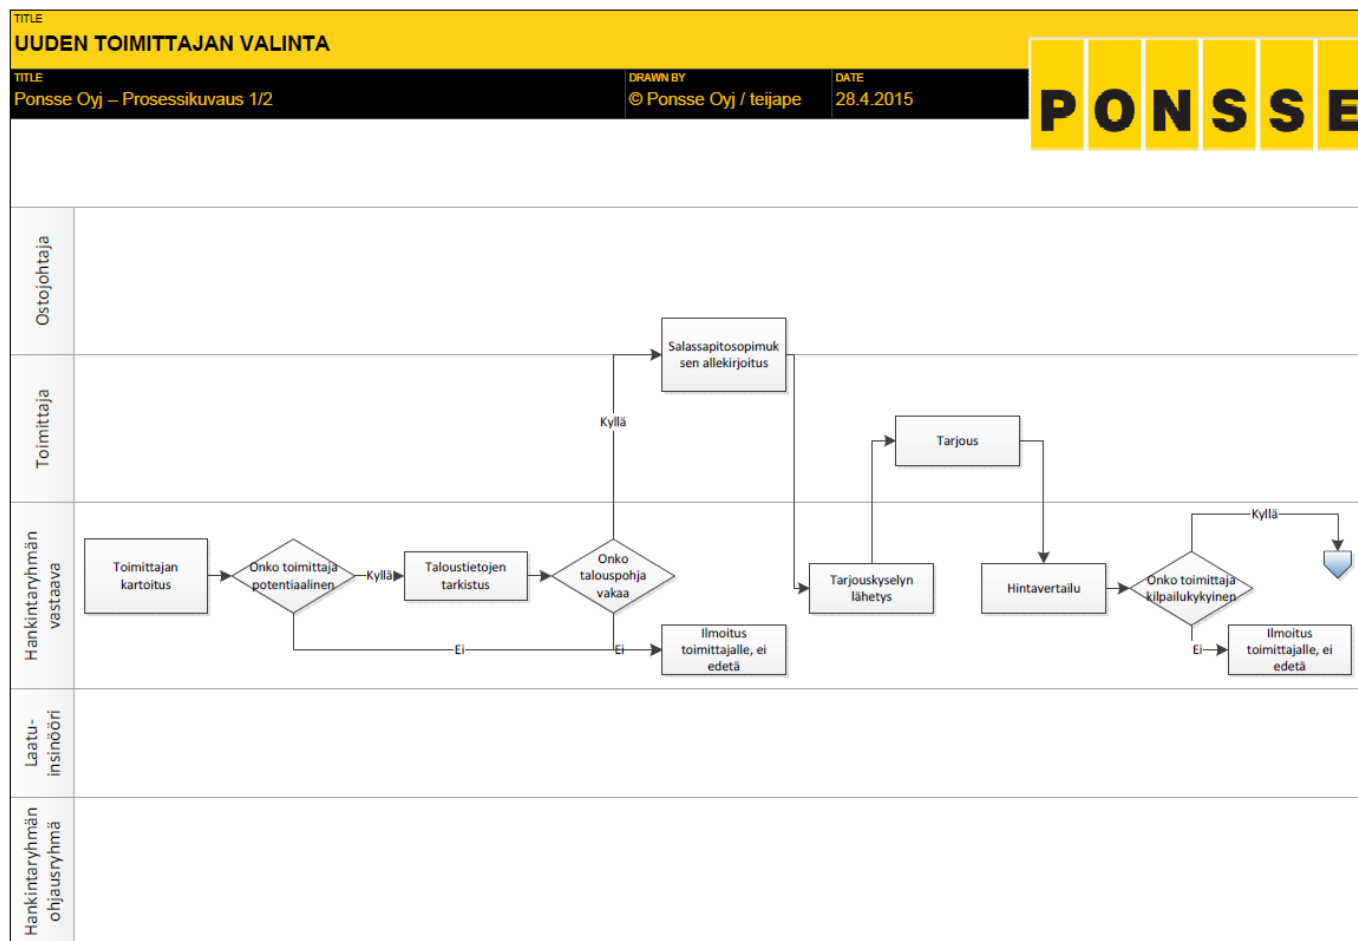 TITLE
UUDEN TOIMITTAJAN VALINTA
TITLE
Ponsse Oyj – Prosessikuvaus 1/2
DRAWN BY
© Ponsse Oyj / teijape
DATE
28.4.2015
PONSSE
Ostojohtaja
Salassapitosopimuk
sen allekirjoitus
Toimittaja
Kyllä
Tarjous
Hankintaryhmän
vastaava
Toimittajan
kartoitus
Onko toimittaja
potentiaalinen
Kyllä
Taloustietojen
tarkistus
Onko
talouspohja
vakaa
Tarjouskyselyn
lähetys
Hintavertailu
Onko toimittaja
kilpailukykyinen
Kyllä
Ei
Ei
Ilmoitus
toimittajalle, ei
edetä
Ei
Ilmoitus
toimittajalle, ei
edetä
Laatu-
insinööri
Hankintaryhmän
ohjausryhmä